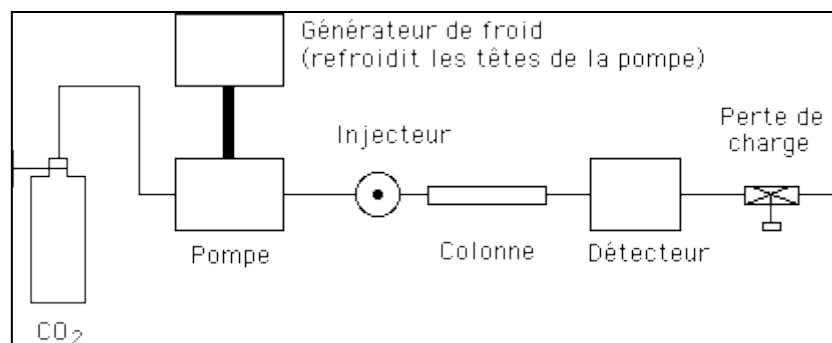 Générateur de froid
(refroidit les têtes de la pompe)
Injecteur
Perte de
charge
Pompe
Colonne
Détecteur
CO₂